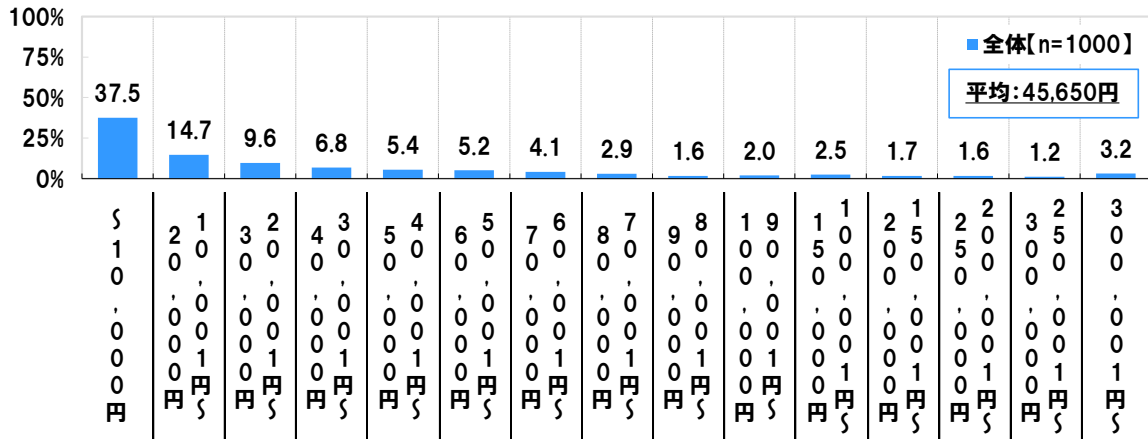 100%
75%
50%
25%
0%
全体【n=1000】
平均：45,650円
37.5
14.7
9.6
6.8
5.4
5.2
4.1
2.9
1.6
2.0
2.5
1.7
1.6
1.2
3.2
～10,000円
10,001円～
20,000円
20,001円～
30,000円
30,001円～
40,000円
40,001円～
50,000円
50,001円～
60,000円
60,001円～
70,000円
70,001円～
80,000円
80,001円～
90,000円
90,001円～
100,000円
100,001円～
150,000円
150,001円～
200,000円
200,001円～
250,000円
250,001円～
300,000円
300,001円～